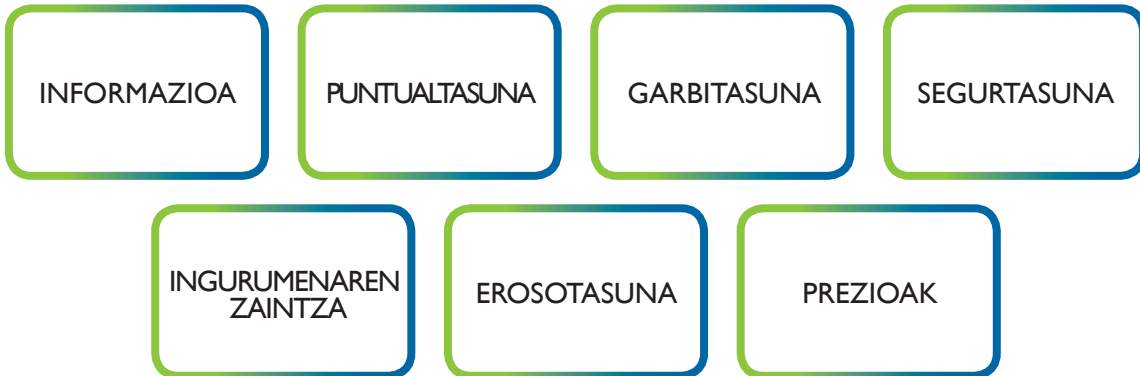 INFORMAZIOA
PUNTUALTASUNA
GARBITASUNA
SEGURTASUNA
INGURUMENAREN
ZAINTZA
EROSOTASUNA
PREZIOAK